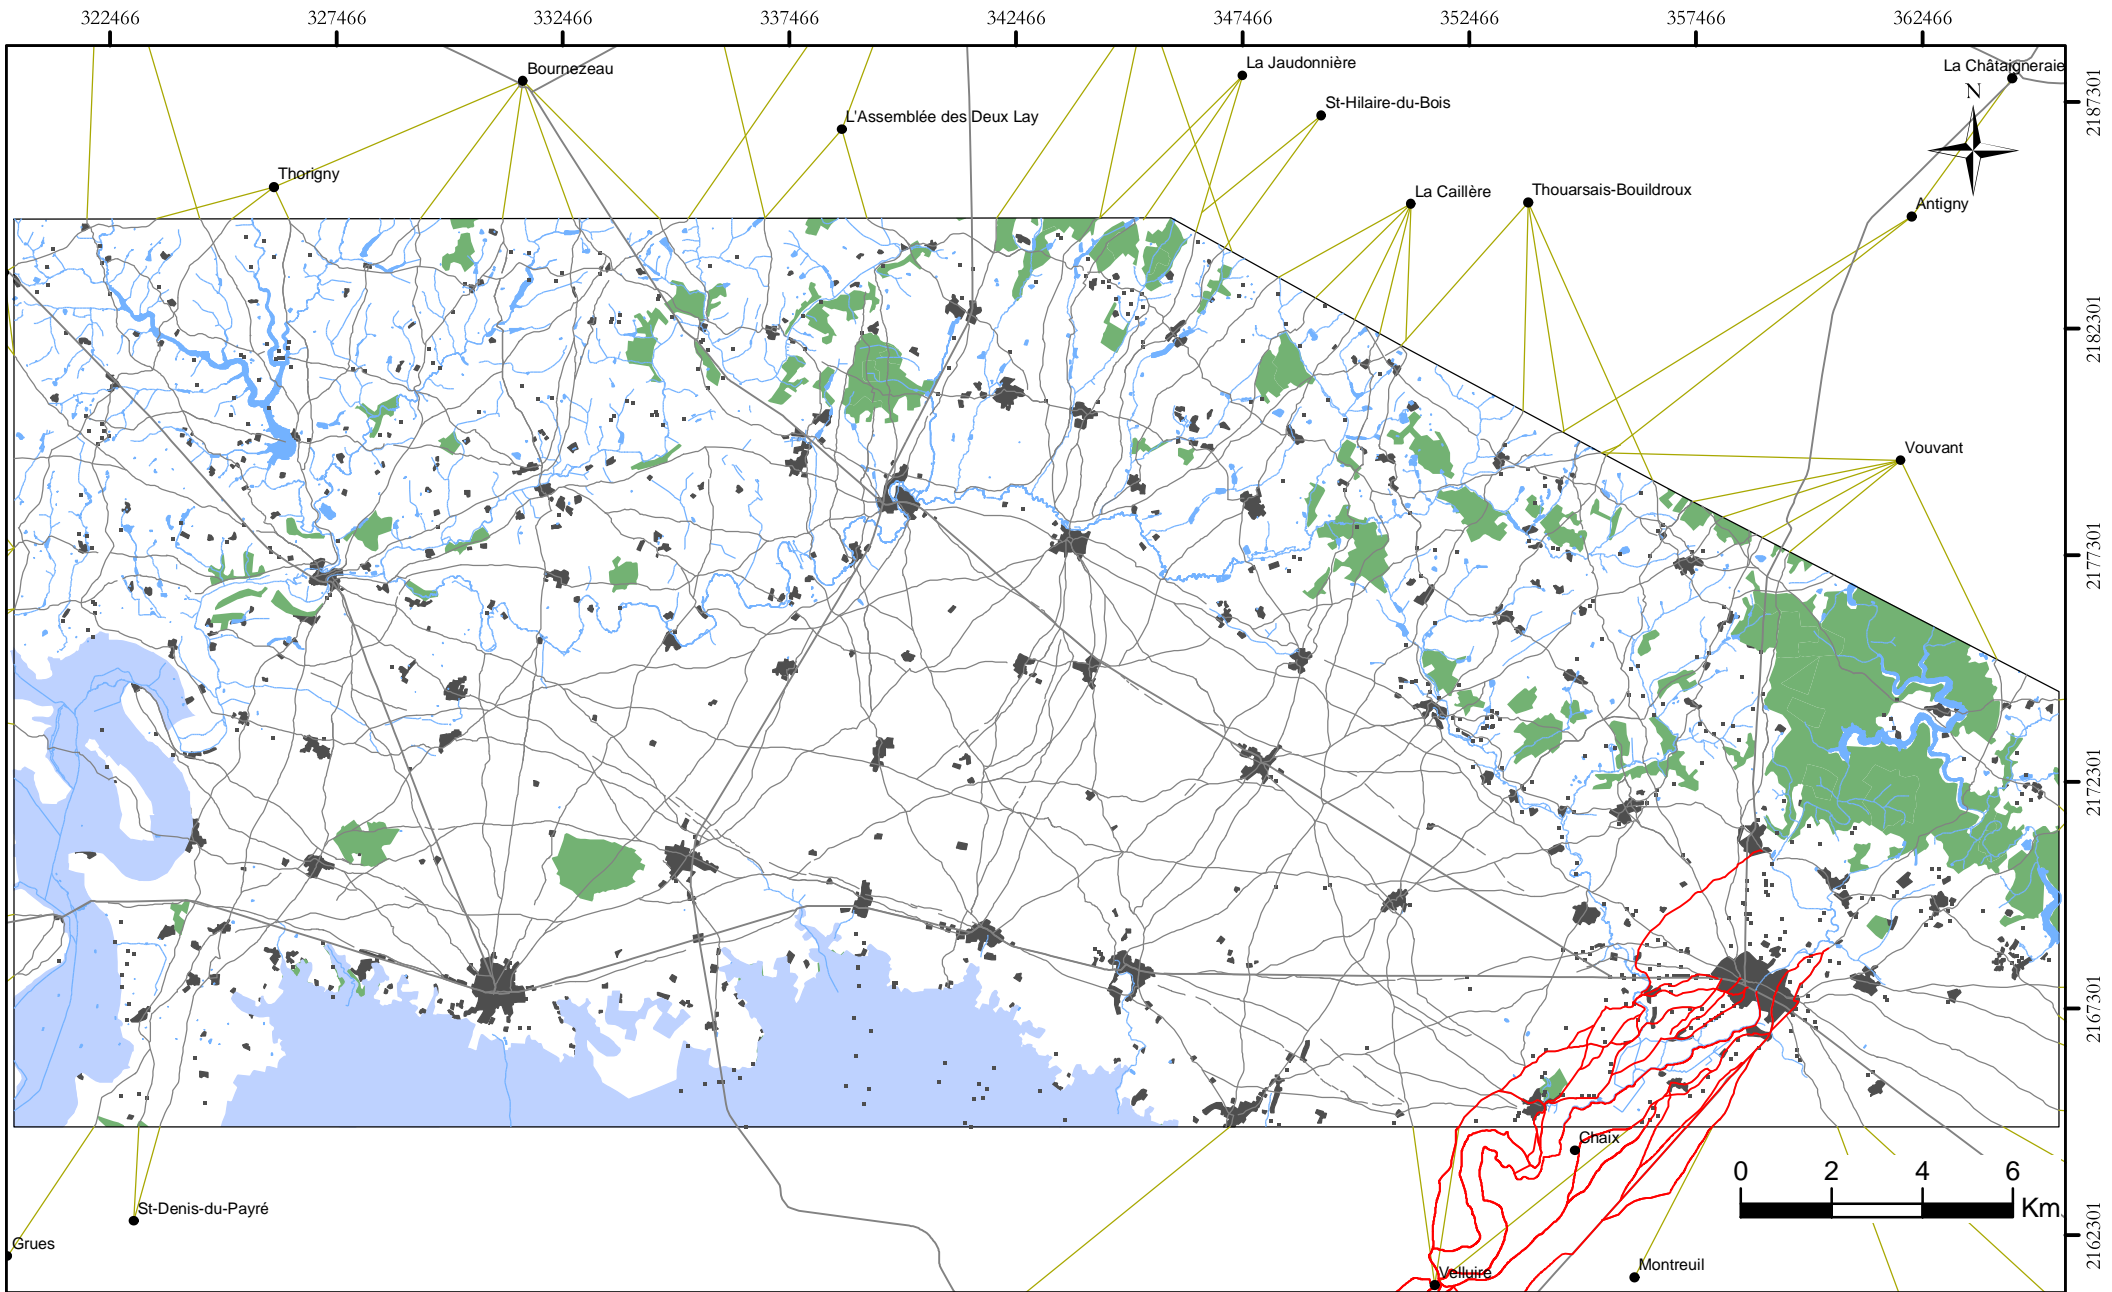 322466 327466 332466 337466 342466 347466 352466 357466 362466
La Châtaigneraie
La Jaudonnière
Bournezeau
2187301
N
St-Hilaire-du-Bois
L'Assemblée des Deux Lay
Thorigny
La Caillère
Thouarsais-Bouildroux
Antigny
2182301
Vouvant
2177301
2172301
2167301
Chaix
0 2 4 6
Km
St-Denis-du-Payré
2162301
Grues
Velluire
Montreuil